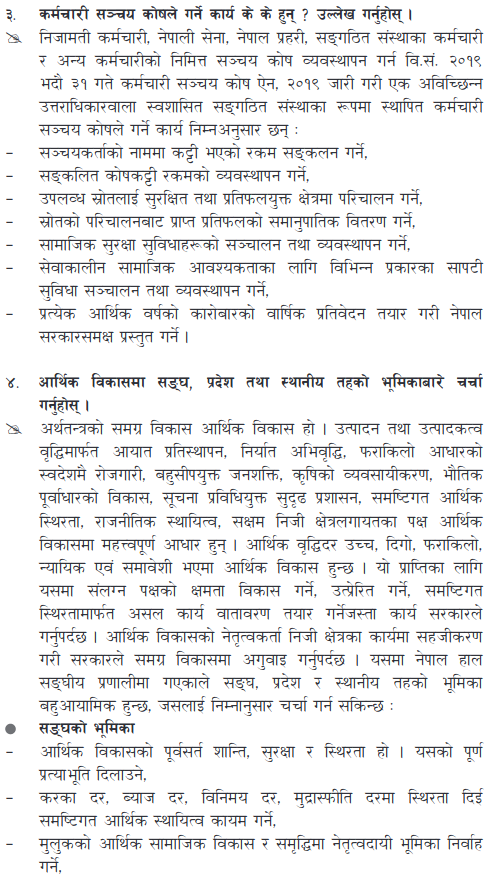 ३. कर्मचारी सञ्चय कोषले गर्ने कार्य के के हुन् ? उल्लेख गर्नुहोस् ।
निजामती कर्मचारी, नेपाली सेना, नेपाल प्रहरी, सङ्गठित संस्थाका कर्मचारी
र अन्य कर्मचारीको निमित्त सञ्चय कोष व्यवस्थापन गर्न वि.सं. २०१९
भदौ ३१ गते कर्मचारी सञ्चय कोष ऐन, २०१९ जारी गरी एक अविच्छिन्न
उत्तराधिकारवाला स्वशासित सङ्गठित संस्थाका रूपमा स्थापित कर्मचारी
सञ्चय कोषले गर्ने कार्य निम्नअनुसार छन् :
– सञ्चयकर्ताको नाममा कट्टी भएको रकम सङ्कलन गर्ने,
– सङ्कलित कोषकट्टी रकमको व्यवस्थापन गर्ने,
– उपलब्ध स्रोतलाई सुरक्षित तथा प्रतिफलयुक्त क्षेत्रमा परिचालन गर्ने,
– स्रोतको परिचालनबाट प्राप्त प्रतिफलको समानुपातिक वितरण गर्ने,
– सामाजिक सुरक्षा सुविधाहरूको सञ्चालन तथा व्यवस्थापन गर्ने,
– सेवाकालीन सामाजिक आवश्यकताका लागि विभिन्न प्रकारका सापटी
सुविधा सञ्चालन तथा व्यवस्थापन गर्ने,
– प्रत्येक आर्थिक वर्षको कारोबारको वार्षिक प्रतिवेदन तयार गरी नेपाल
सरकारसमक्ष प्रस्तुत गर्ने ।
४. आर्थिक विकासमा सङ्घ, प्रदेश तथा स्थानीय तहको भूमिकाबारे चर्चा
गर्नुहोस् ।
अर्थतन्त्रको समग्र विकास आर्थिक विकास हो । उत्पादन तथा उत्पादकत्व
वृद्धिमार्फत आयात प्रतिस्थापन, निर्यात अभिवृद्धि, फराकिलो आधारको
स्वदेशमै रोजगारी, बहुसीपयुक्त जनशक्ति, कृषिको व्यवसायीकरण, भौतिक
पूर्वाधारको विकास, सूचना प्रविधियुक्त सुदृढ प्रशासन, समष्टिगत आर्थिक
स्थिरता, राजनीतिक स्थायित्व, सक्षम निजी क्षेत्रलगायतका पक्ष आर्थिक
विकासमा महत्त्वपूर्ण आधार हुन् । आर्थिक वृद्धिदर उच्च, दिगो, फराकिलो,
न्यायिक एवं समावेशी भएमा आर्थिक विकास हुन्छ । यो प्राप्तिका लागि
यसमा संलग्न पक्षको क्षमता विकास गर्ने, उत्प्रेरित गर्ने, समष्टिगत
स्थिरतामार्फत असल कार्य वातावरण तयार गर्नेजस्ता कार्य सरकारले
गर्नुपर्दछ । आर्थिक विकासको नेतृत्वकर्ता निजी क्षेत्रका कार्यमा सहजीकरण
गरी सरकारले समग्र विकासमा अगुवाइ गर्नुपर्दछ । यसमा नेपाल हाल
सङ्घीय प्रणालीमा गएकाले सङ्घ, प्रदेश र स्थानीय तहको भूमिका
बहुआयामिक हुन्छ, जसलाई निम्नानुसार चर्चा गर्न सकिन्छ :
● सङ्घको भूमिका
– आर्थिक विकासको पूर्वसर्त शान्ति, सुरक्षा र स्थिरता हो । यसको पूर्ण
प्रत्याभूति दिलाउने,
– करका दर, ब्याज दर, विनिमय दर, मुद्रास्फीति दरमा स्थिरता दिई
समष्टिगत आर्थिक स्थायित्व कायम गर्ने,
– मुलुकको आर्थिक सामाजिक विकास र समृद्धिमा नेतृत्वदायी भूमिका निर्वाह
गर्ने,